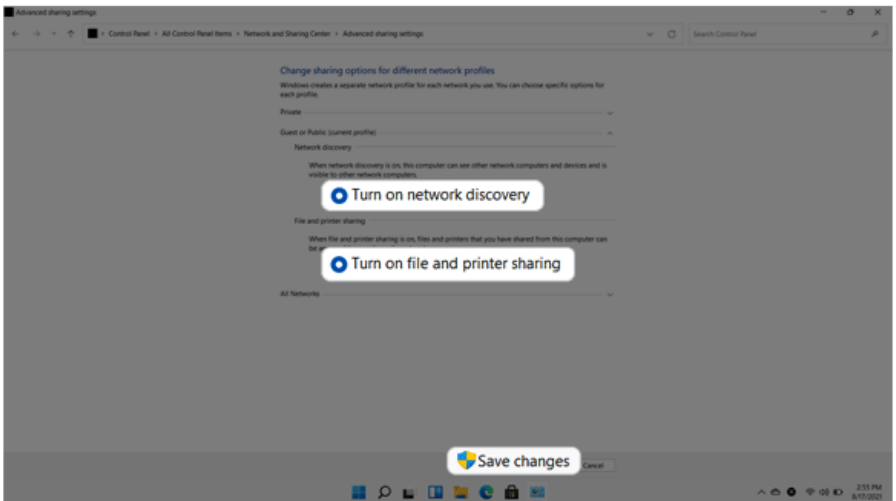 Advanced sharing settings
Control Panel > All Control Panel Items > Network and Sharing Center > Advanced sharing settings
Search Control Panel
Change sharing options for different network profiles
Windows creates a separate network profile for each network you use. You can choose specific options for
each profile.
Private
Guest or Public (current profile)
Network discovery
When network discovery is on, this computer can see other network computers and devices and is
visible to other network computers.
Turn on network discovery
File and printer sharing
When file and printer sharing is on, files and printers that you have shared from this computer can
be
Turn on file and printer sharing
All Networks
Save changes
Cancel
2:55 PM
8/17/2021